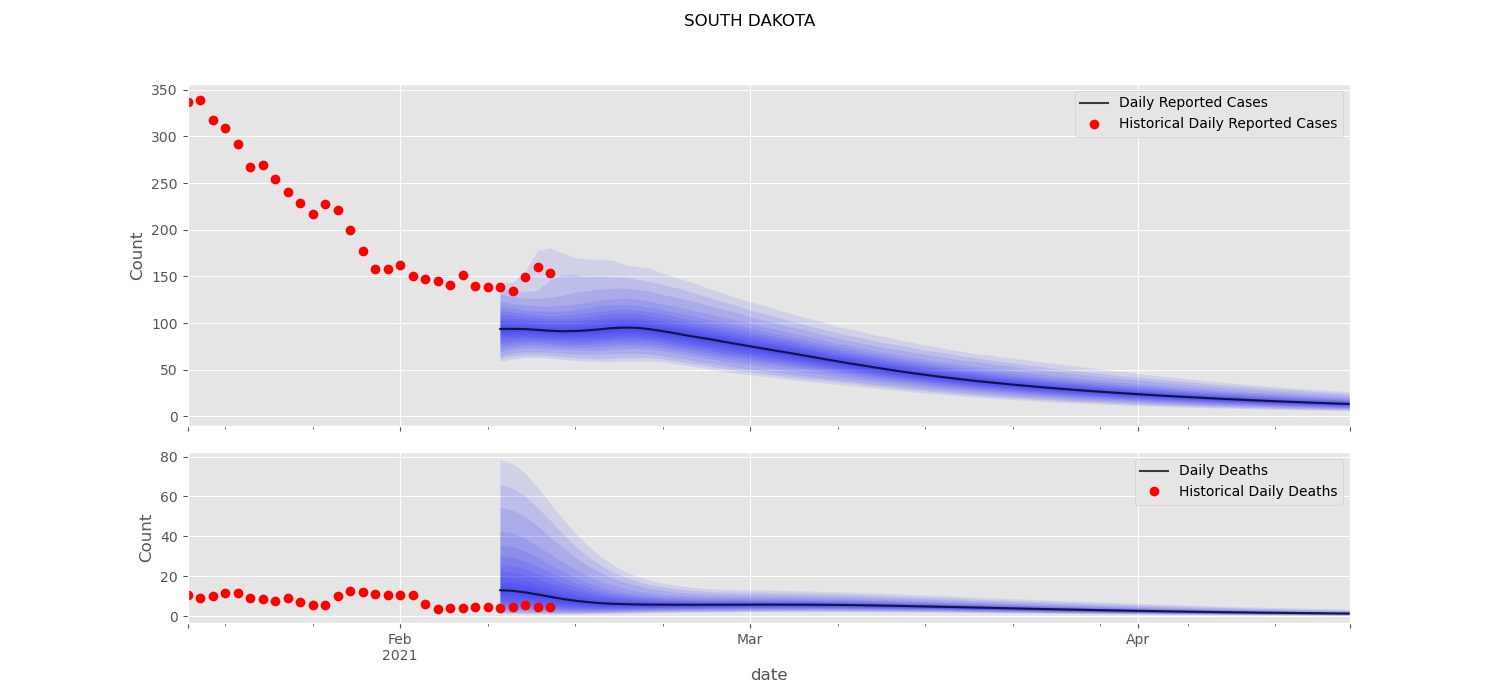 SOUTH DAKOTA
350
300
250
200
150
100
50
0
Count
Daily Reported Cases
Historical Daily Reported Cases
80
60
40
20
0
Count
Daily Deaths
Historical Daily Deaths
Feb
2021
Mar
Apr
date